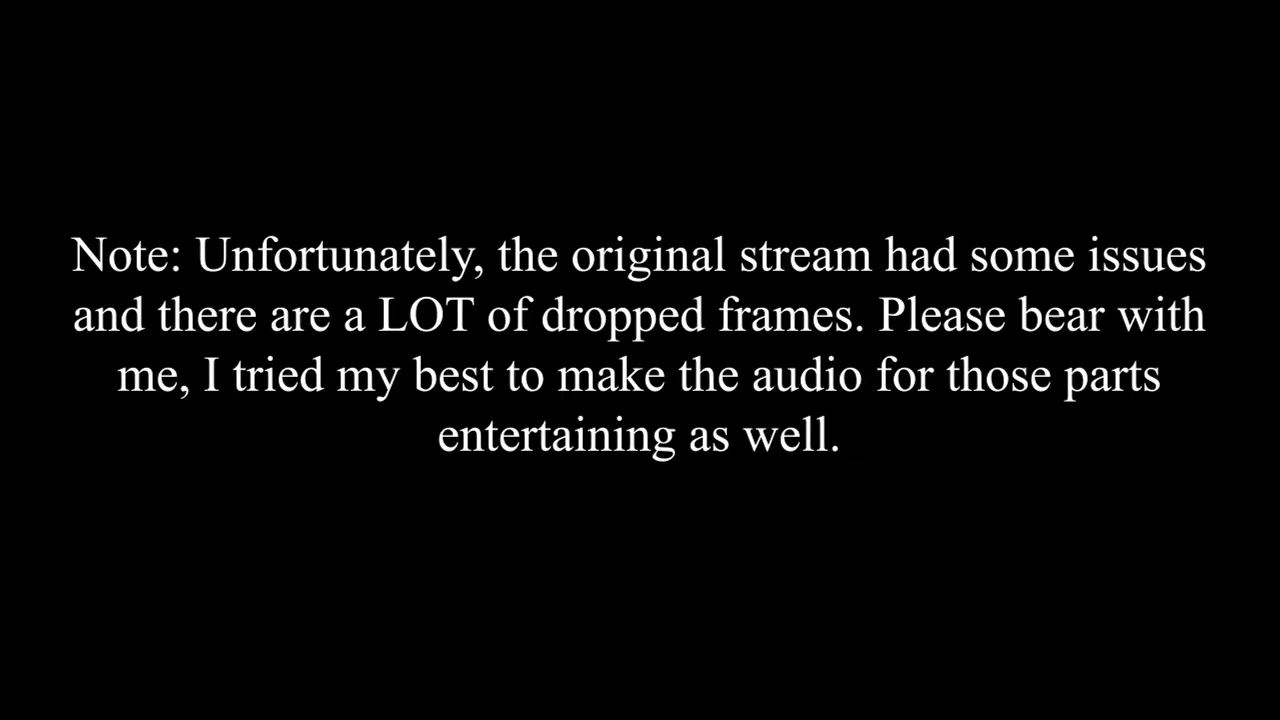 Note: Unfortunately, the original stream had some issues
and there are a LOT of dropped frames. Please bear with
me, I tried my best to make the audio for those parts
entertaining as well.